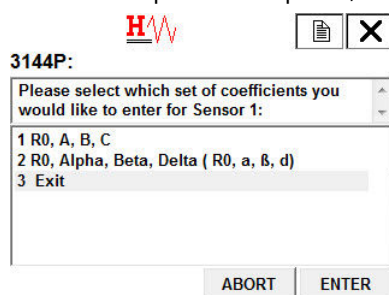 H
3144P:
Please select which set of coefficients you
would like to enter for Sensor 1:
1 R0, A, B, C
2 R0, Alpha, Beta, Delta ( R0, a, ß, d)
3 Exit
ABORT ENTER